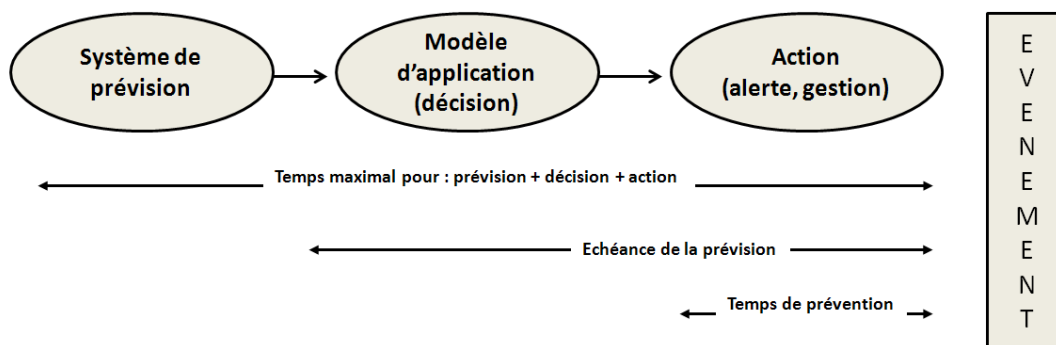 Système de
prévision
Modèle
d'application
(décision)
Action
(alerte, gestion)
Temps maximal pour : prévision + décision + action
Echéance de la prévision
Temps de prévention
E
V
E
N
E
M
E
N
T